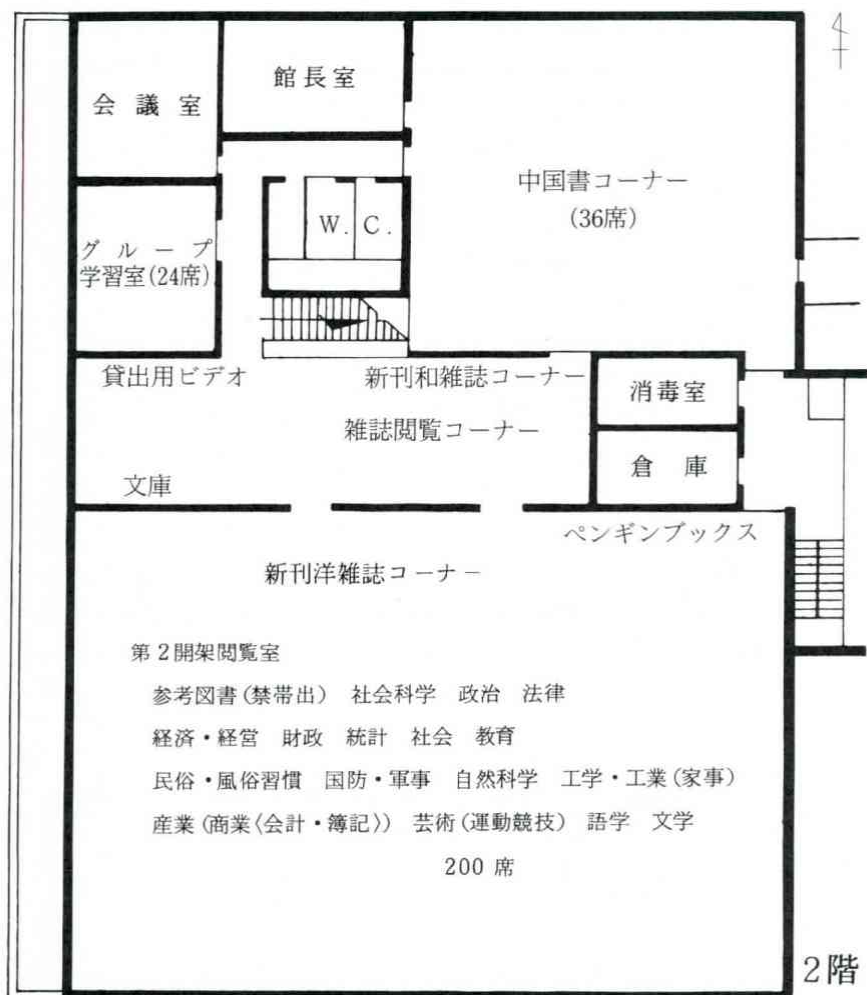 館長室
会議室
中国書コーナー
(36席)
W.C.
グループ
学習室(24席)
貸出用ビデオ
新刊和雑誌コーナー
消毒室
雑誌閲覧コーナー
倉庫
文庫
ペンギンブックス
新刊洋雑誌コーナー
第2開架閲覧室
参考図書(禁帯出) 社会科学 政治 法律
経済・経営 財政 統計 社会 教育
民俗・風俗習慣 国防・軍事 自然科学 工学・工業(家事)
産業(商業〈会計・簿記〉) 芸術(運動競技) 語学 文学
200席
2階